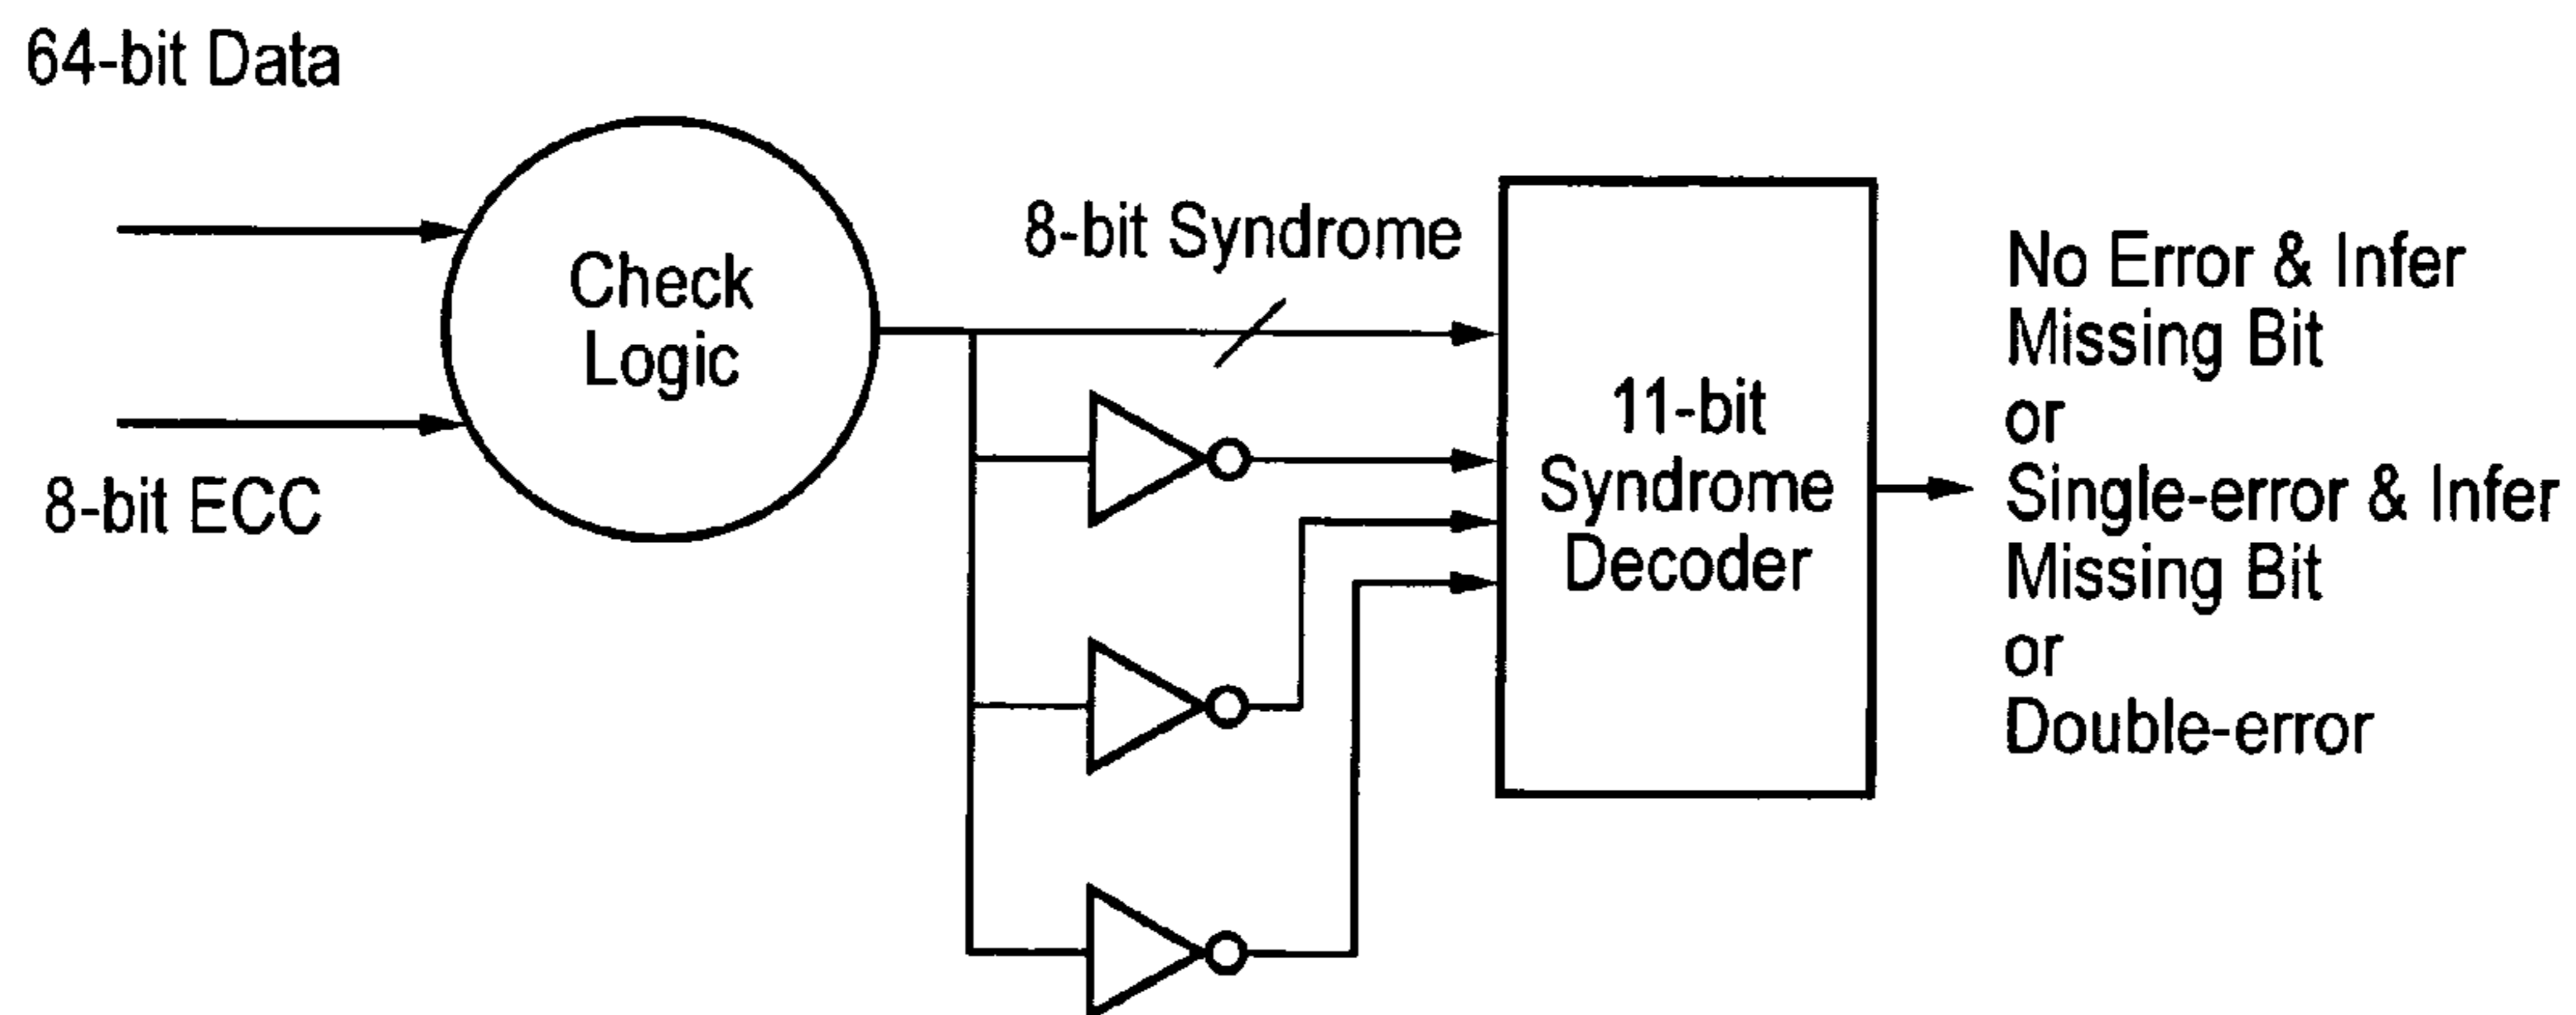 64-bit Data
8-bit ECC
Check
Logic
8-bit Syndrome
11-bit
Syndrome
Decoder
No Error & Infer
Missing Bit
or
Single-error & Infer
Missing Bit
or
Double-error